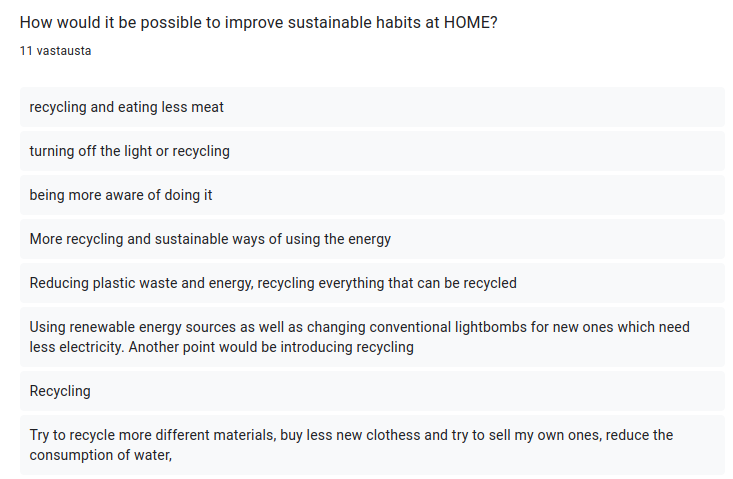 How would it be possible to improve sustainable habits at HOME?
11 vastausta
recycling and eating less meat
turning off the light or recycling
being more aware of doing it
More recycling and sustainable ways of using the energy
Reducing plastic waste and energy, recycling everything that can be recycled
Using renewable energy sources as well as changing conventional lightbombs for new ones which need
less electricity. Another point would be introducing recycling
Recycling
Try to recycle more different materials, buy less new clothess and try to sell my own ones, reduce the
consumption of water,